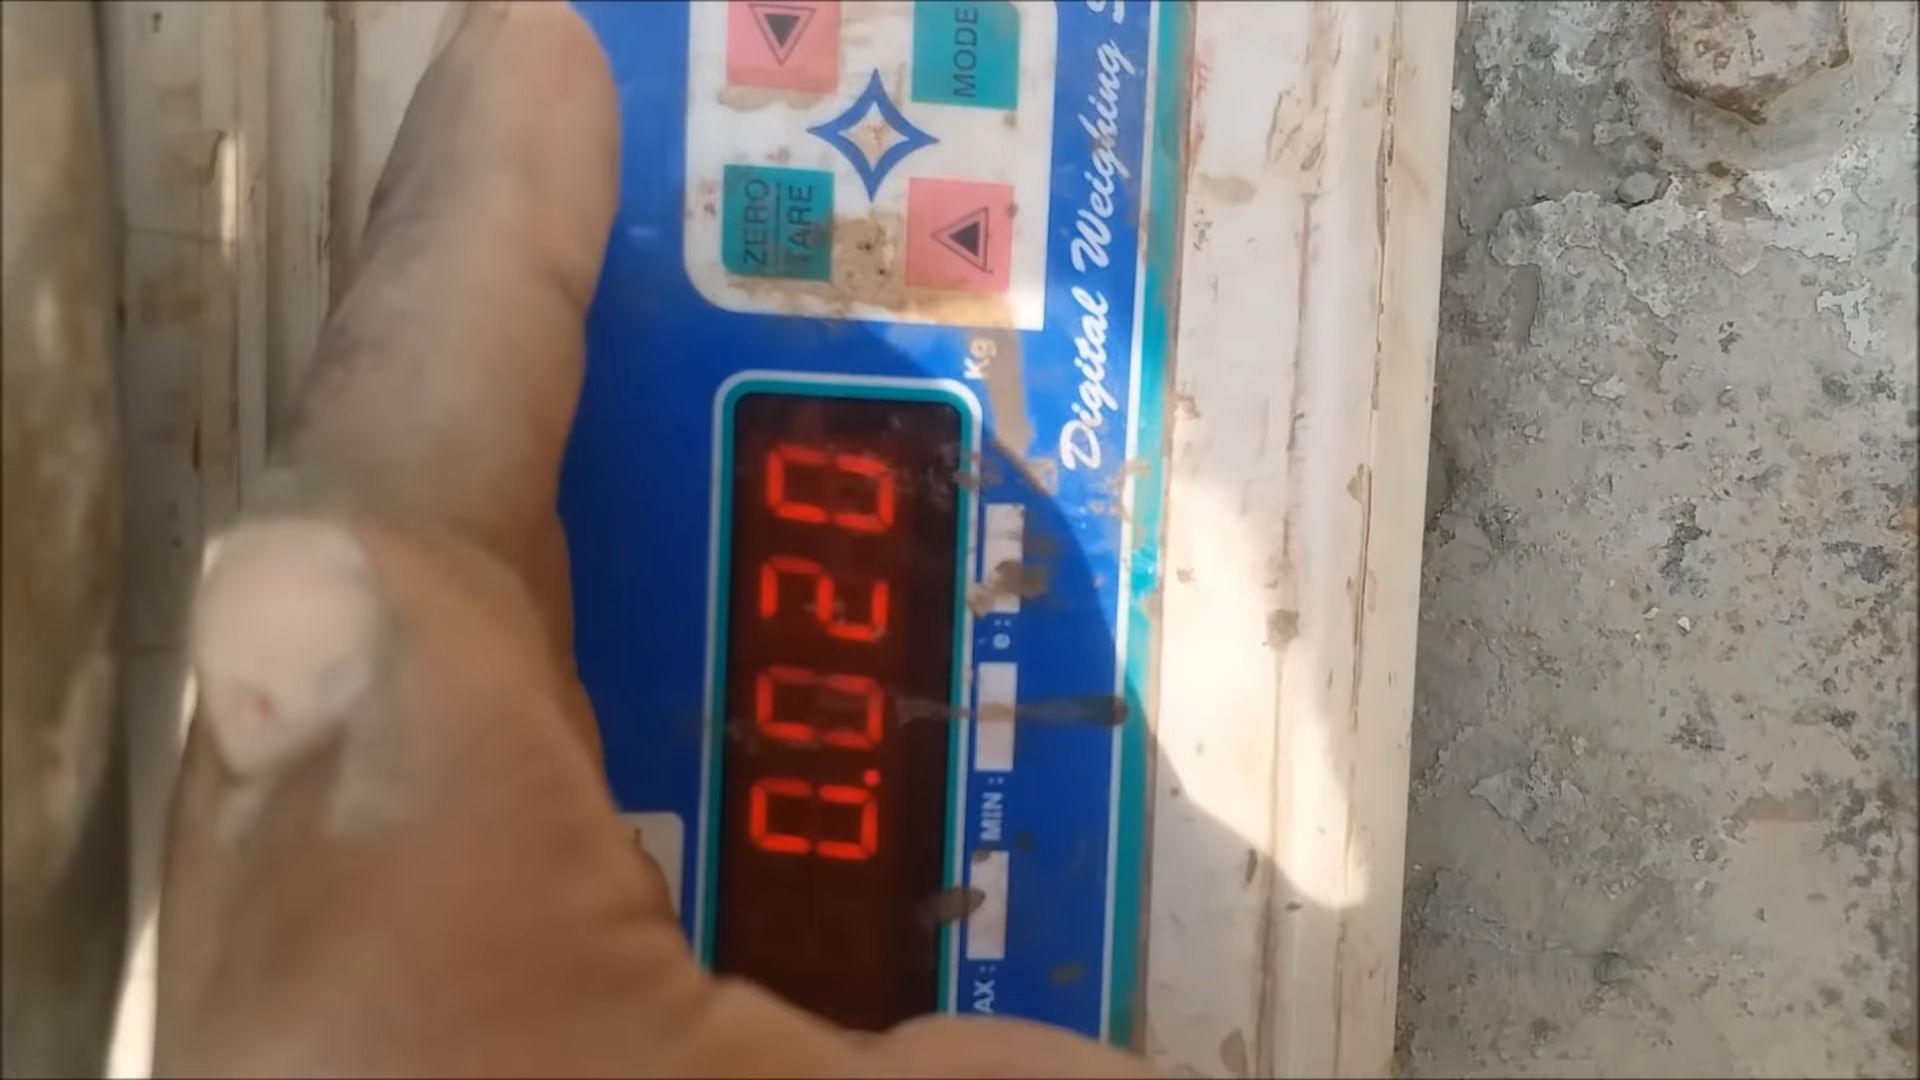 ZERO
TARE
MODE
0.020
Kg
AX : MIN : e :
Digital Weighing S